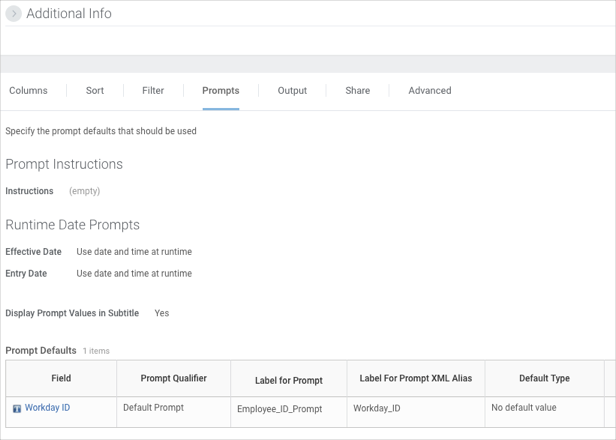 Additional Info
Columns Sort Filter Prompts Output Share Advanced
Specify the prompt defaults that should be used
Prompt Instructions
Instructions (empty)
Runtime Date Prompts
Effective Date Use date and time at runtime
Entry Date Use date and time at runtime
Display Prompt Values in Subtitle Yes
Prompt Defaults 1 items
Field Prompt Qualifier Label for Prompt Label For Prompt XML Alias Default Type
Workday ID Default Prompt Employee_ID_Prompt Workday_ID No default value